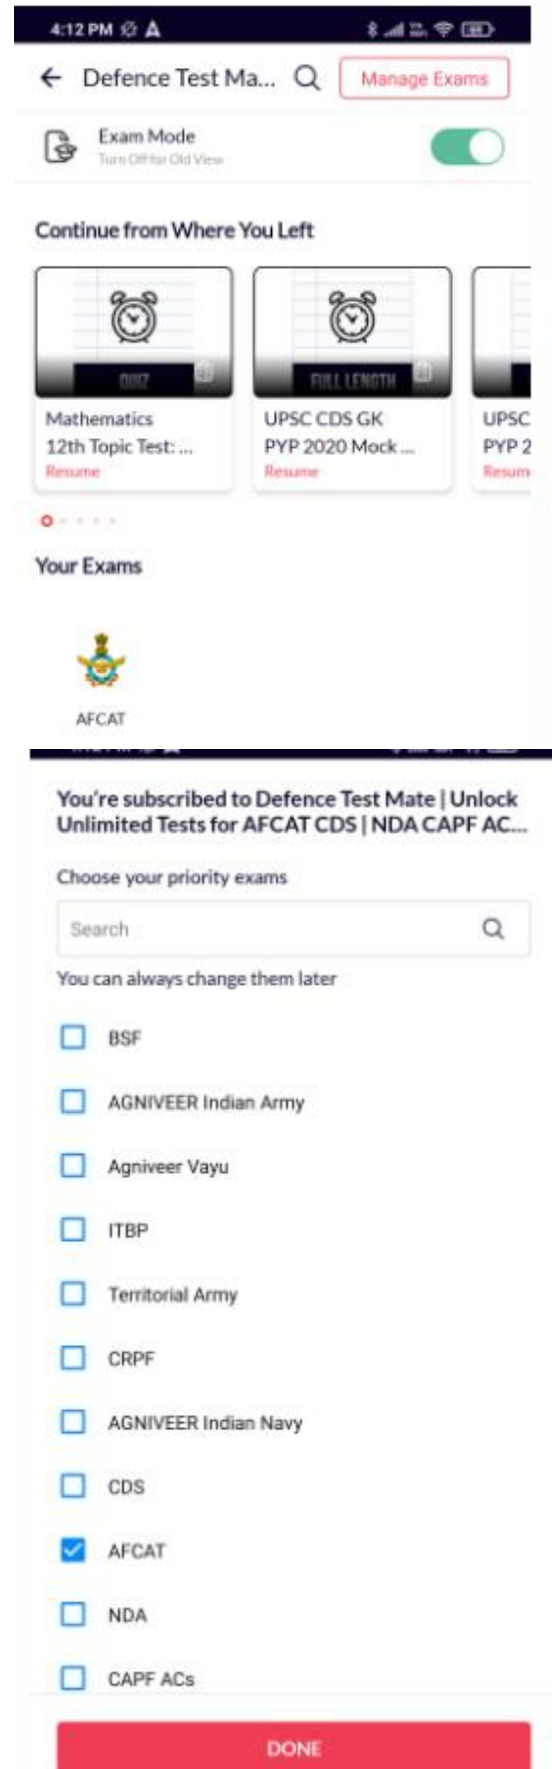 4:12 PM
Defence Test Ma...
Manage Exams
Exam Mode
Turn Off for Old View
Continue from Where You Left
QUIZ
FULL LENGTH
Mathematics
12th Topic Test: ...
Resume
UPSC CDS GK
PYP 2020 Mock ...
Resume
UPSC
PYP 2
Resum
Your Exams
AFCAT
You're subscribed to Defence Test Mate | Unlock
Unlimited Tests for AFCAT CDS | NDA CAPF AC...
Choose your priority exams
Search
You can always change them later
BSF
AGNIVEER Indian Army
Agniveer Vayu
ITBP
Territorial Army
CRPF
AGNIVEER Indian Navy
CDS
AFCAT
NDA
CAPF ACs
DONE